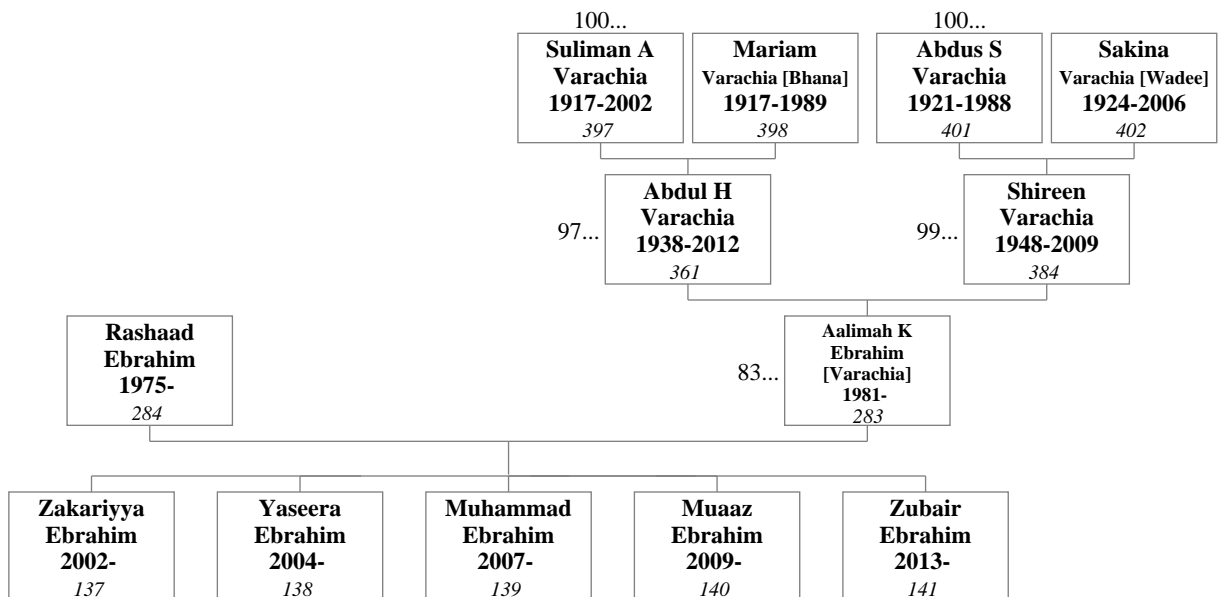 100...
100...
Suliman A
Varachia
1917-2002
397
Mariam
Varachia [Bhana]
1917-1989
398
Abdus S
Varachia
1921-1988
401
Sakina
Varachia [Wadee]
1924-2006
402
97...
Abdul H
Varachia
1938-2012
361
99...
Shireen
Varachia
1948-2009
384
Rashaad
Ebrahim
1975-
284
83...
Aalimah K
Ebrahim
[Varachia]
1981-
283
Zakariyya
Ebrahim
2002-
137
Yaseera
Ebrahim
2004-
138
Muhammad
Ebrahim
2007-
139
Muaaz
Ebrahim
2009-
140
Zubair
Ebrahim
2013-
141